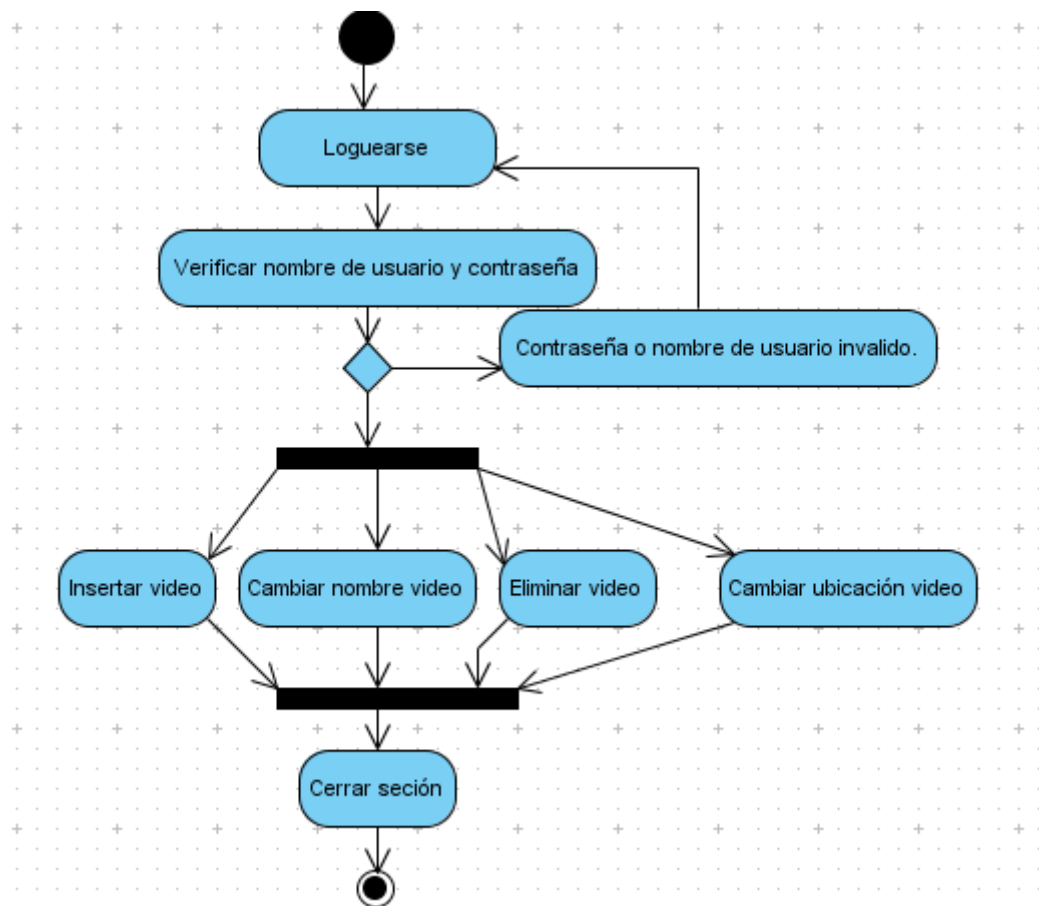 Loguearse
Verificar nombre de usuario y contraseña
Contraseña o nombre de usuario invalido.
Insertar video
Cambiar nombre video
Eliminar video
Cambiar ubicación video
Cerrar seción